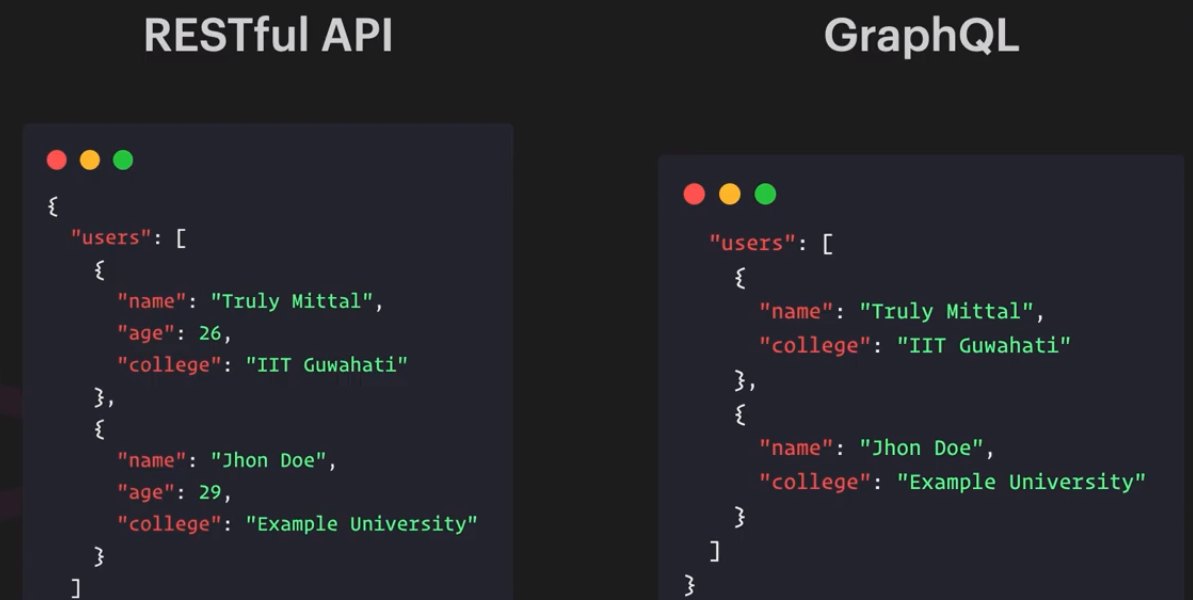 RESTful API
{
  "users": [
    {
      "name": "Truly Mittal",
      "age": 26,
      "college": "IIT Guwahati"
    },
    {
      "name": "Jhon Doe",
      "age": 29,
      "college": "Example University"
    }
  ]
GraphQL
  "users": [
    {
      "name": "Truly Mittal",
      "college": "IIT Guwahati"
    },
    {
      "name": "Jhon Doe",
      "college": "Example University"
    }
  ]
}